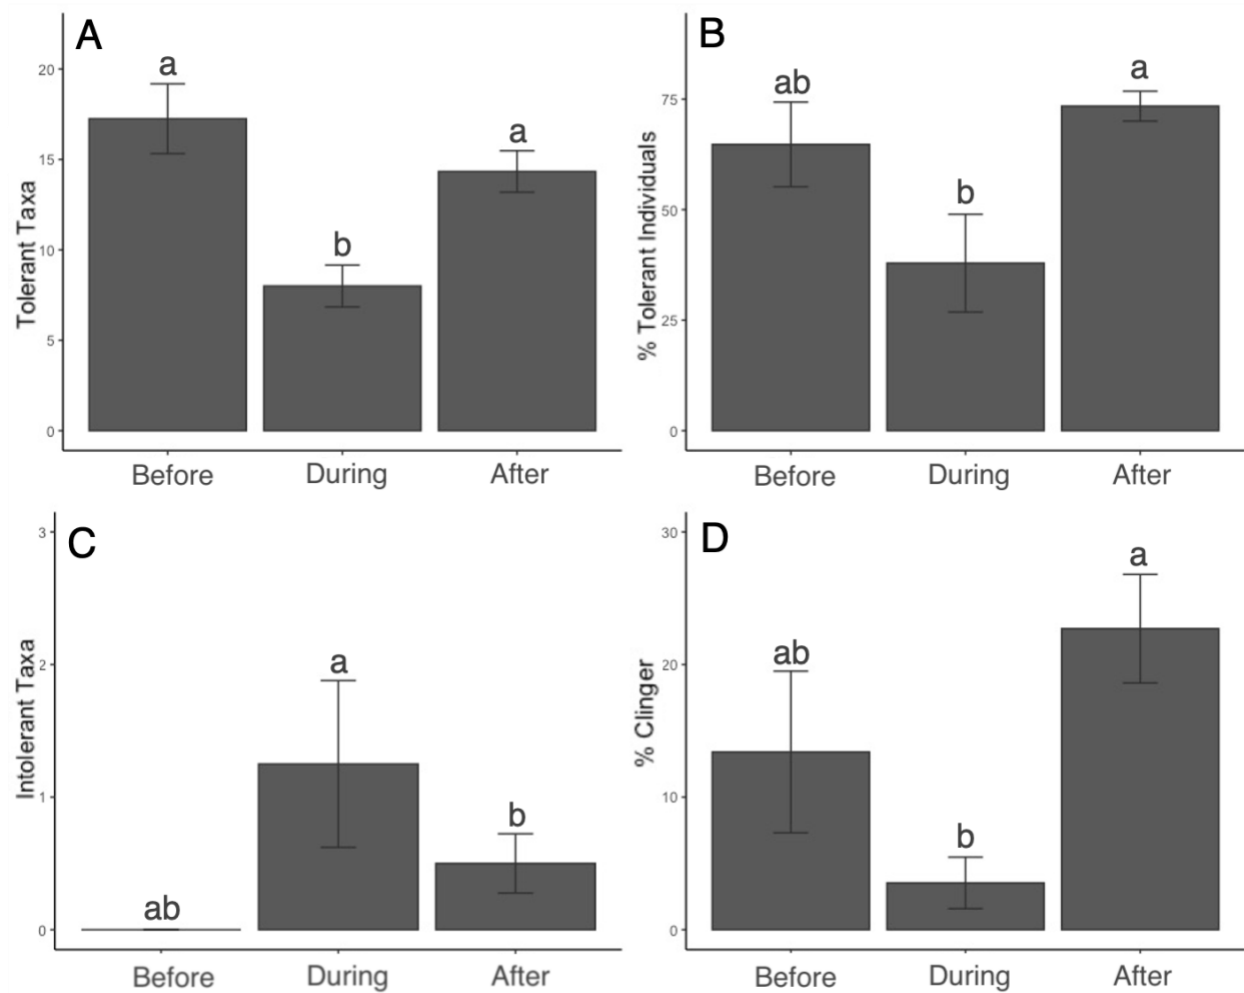 A
Tolerant Taxa
20
15
10
5
0
a
b
a
Before During After
B
% Tolerant Individuals
75
50
25
0
ab
b
a
Before During After
C
Intolerant Taxa
3
2
1
0
ab
a
b
Before During After
D
% Clinger
30
20
10
0
ab
b
a
Before During After